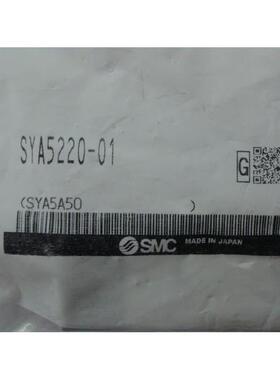 SYA5220-01
G
(SYA5A50 )
SMC MADE IN JAPAN